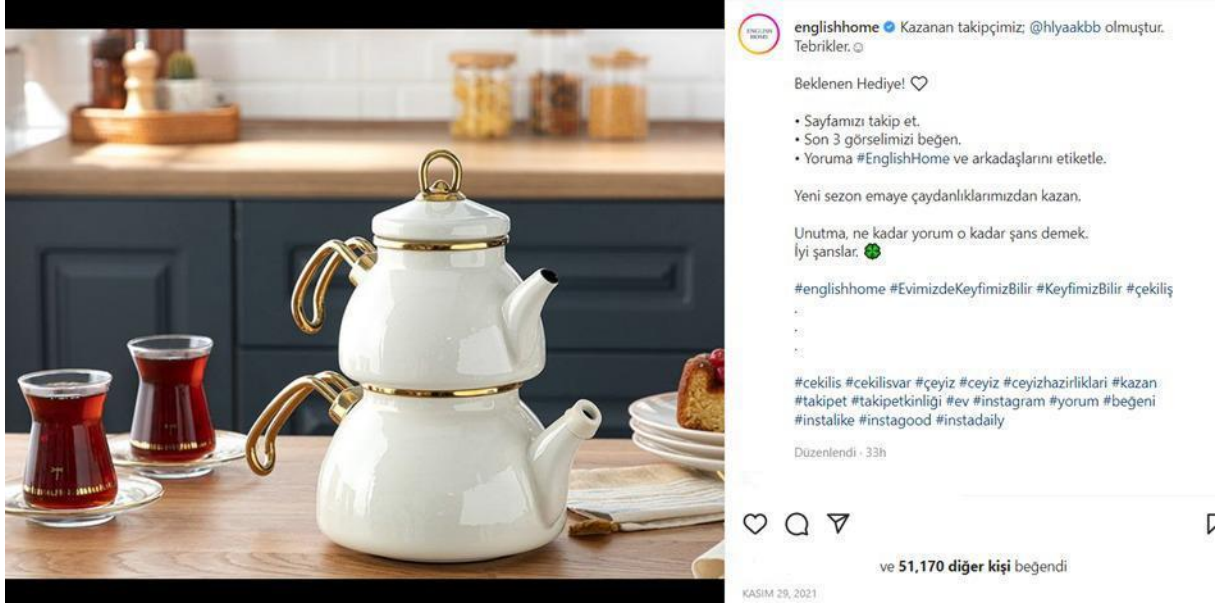 ENGLISH
HOME
englishhome Kazanan takipçimiz; @hlyaakbb olmuştur.
Tebrikler.☺
Beklenen Hediye! ♡
• Sayfamızı takip et.
• Son 3 görselimizi beğen.
• Yoruma #EnglishHome ve arkadaşlarını etiketle.
Yeni sezon emaye çaydanlıklarımızdan kazan.
Unutma, ne kadar yorum o kadar şans demek.
İyi şanslar. 🍀
#englishhome #EvimizdeKeyfimizBilir #KeyfimizBilir #çekiliş
.
.
.
#cekilis #cekilisvar #çeyiz #ceyiz #ceyizhazirliklari #kazan
#takipet #takipetkinliği #ev #instagram #yorum #beğeni
#instalike #instagood #instadaily
Düzenlendi · 33h
ve 51,170 diğer kişi beğendi
KASIM 29, 2021